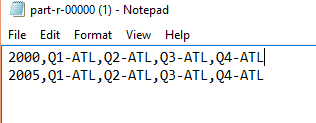 part-r-00000 (1) - Notepad
File Edit Format View Help
2000,Q1-ATL,Q2-ATL,Q3-ATL,Q4-ATL
2005,Q1-ATL,Q2-ATL,Q3-ATL,Q4-ATL